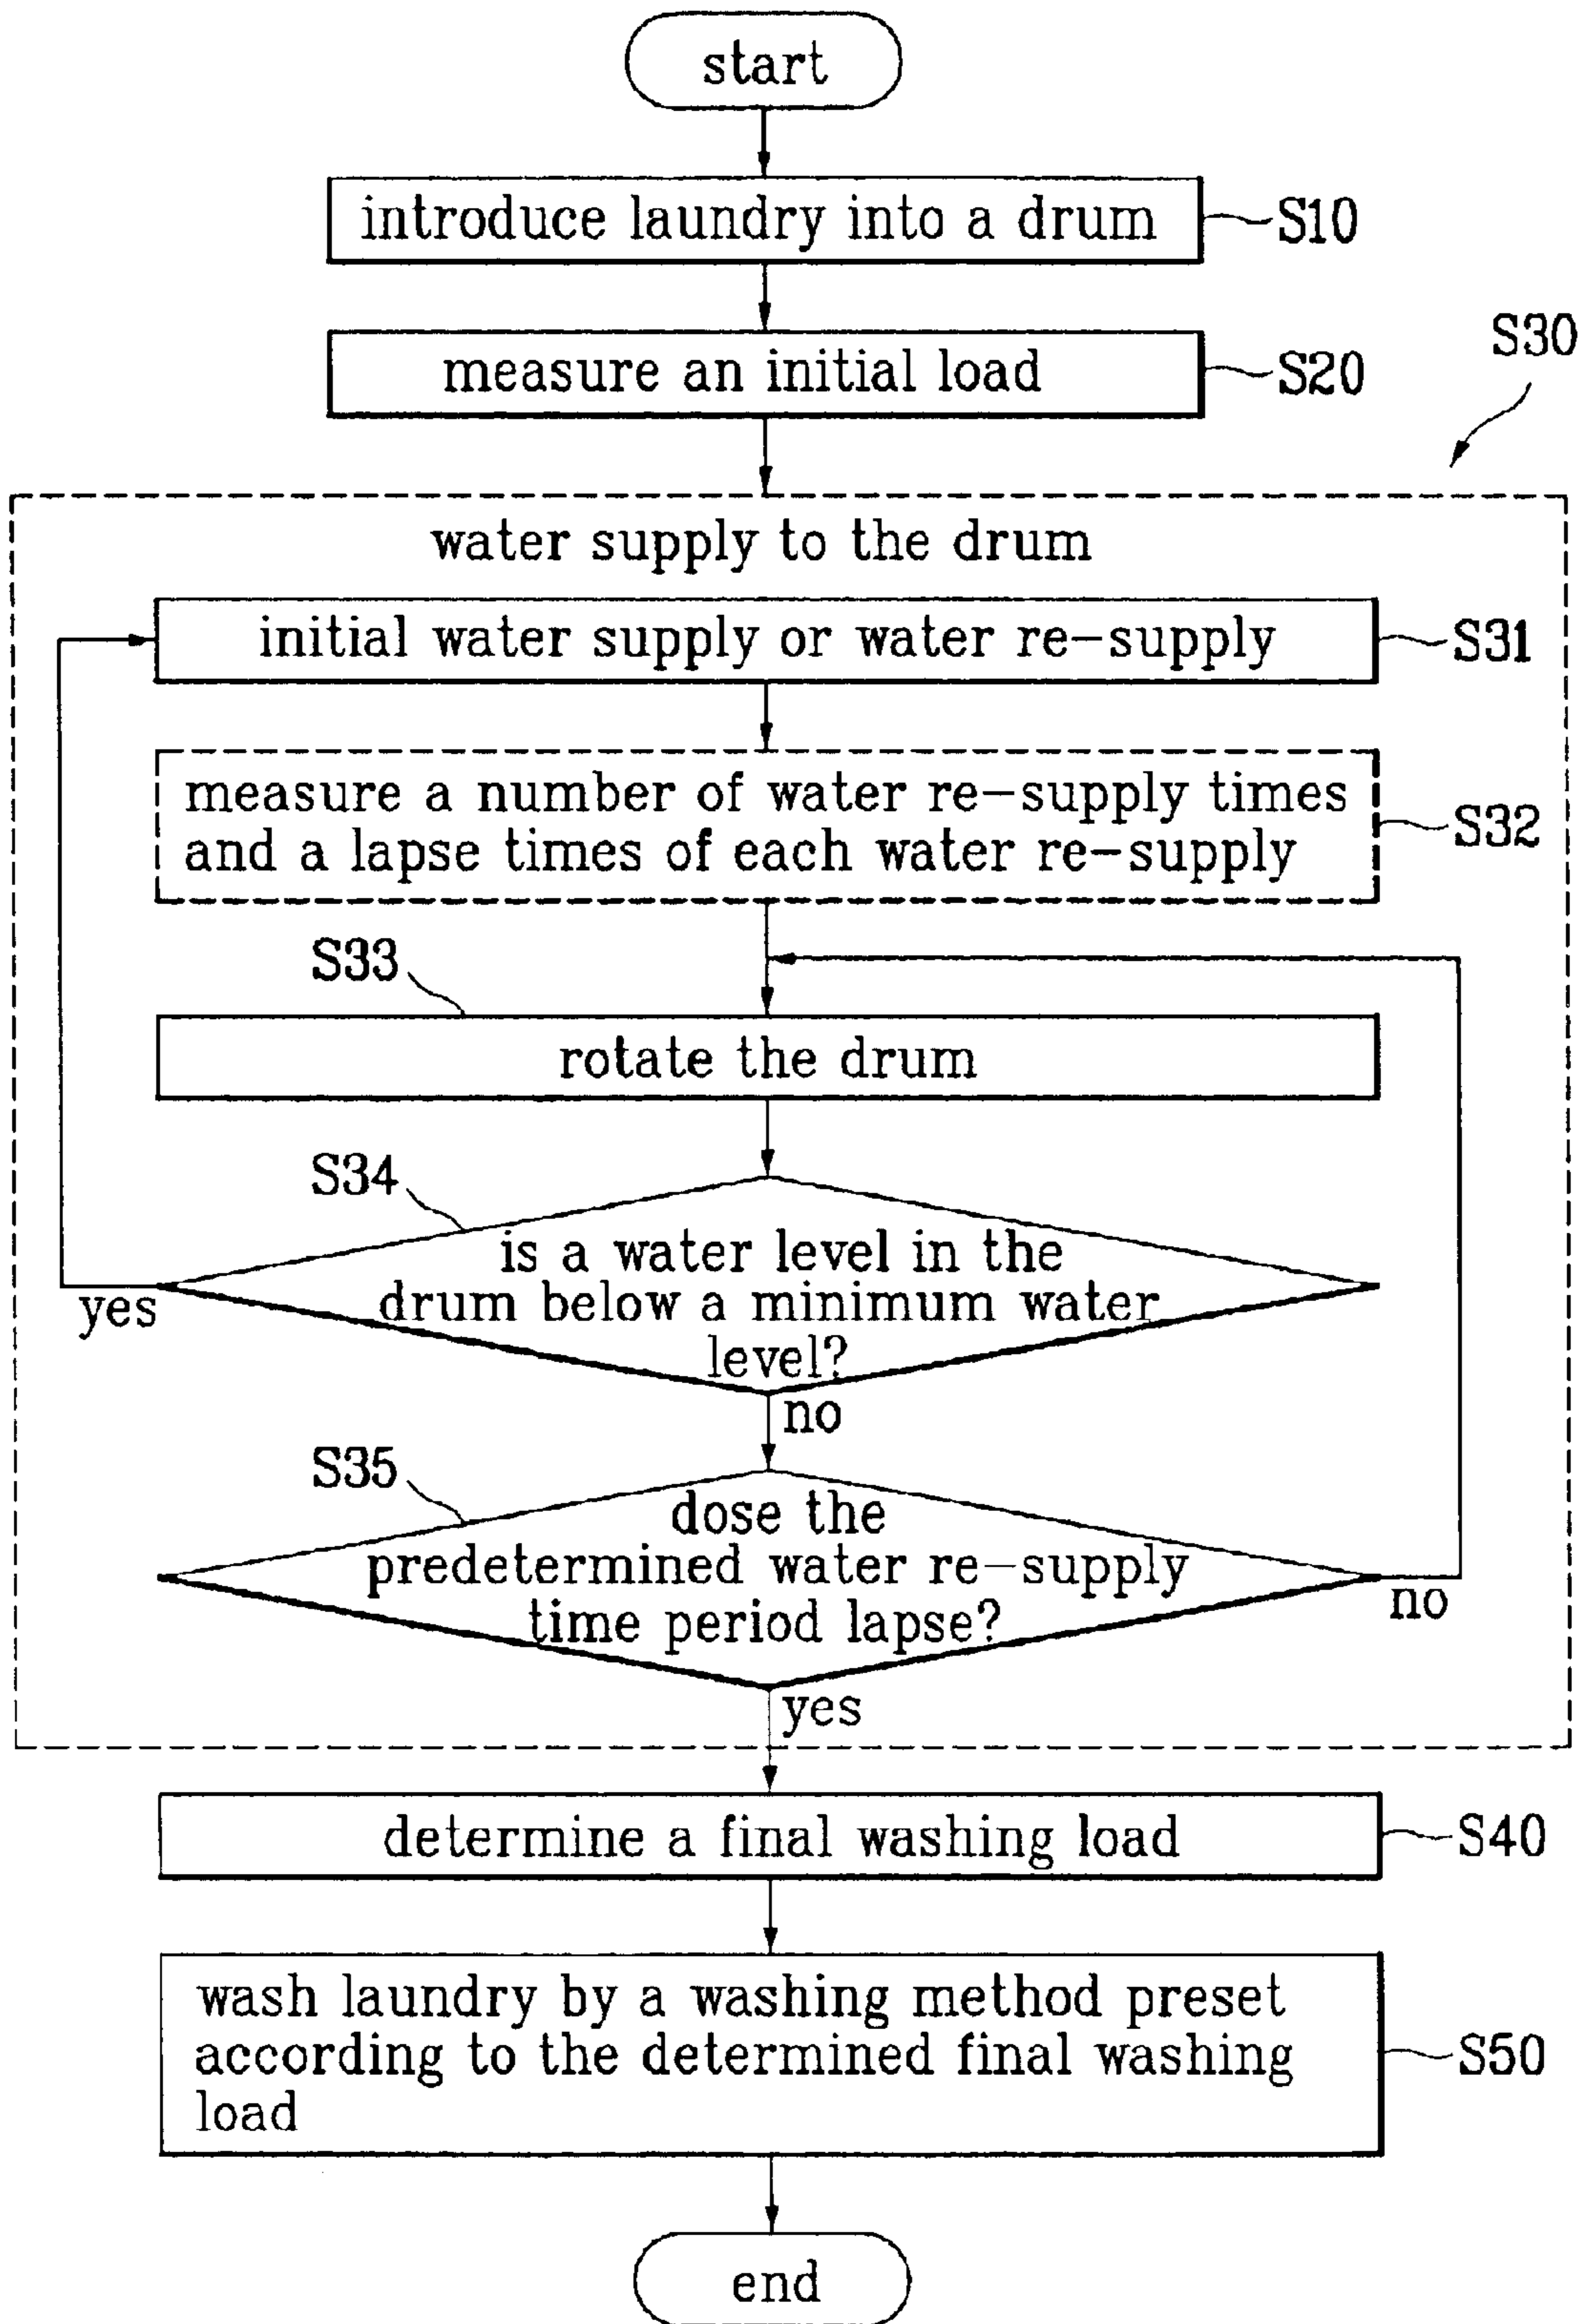 start
introduce laundry into a drum
S10
measure an initial load
S20
S30
water supply to the drum
initial water supply or water re-supply
S31
measure a number of water re-supply times
and a lapse times of each water re-supply
S32
S33
rotate the drum
S34
is a water level in the
drum below a minimum water
level?
yes
no
S35
dose the
predetermined water re-supply
time period lapse?
no
yes
determine a final washing load
S40
wash laundry by a washing method preset
according to the determined final washing
load
S50
end